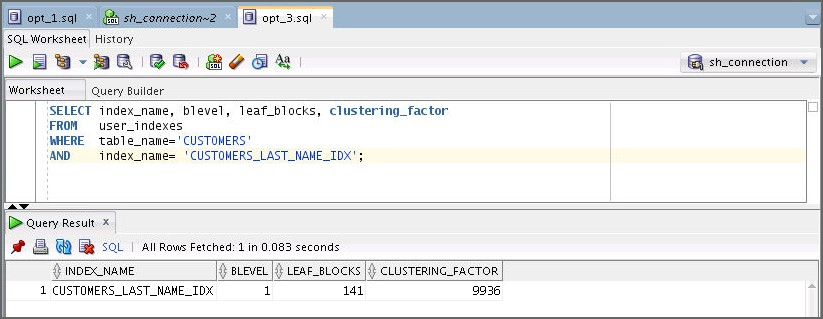 opt_1.sql sh_connection~2 opt_3.sql
SQL Worksheet History
sh_connection
Worksheet Query Builder
SELECT index_name, blevel, leaf_blocks, clustering_factor
FROM user_indexes
WHERE table_name='CUSTOMERS'
AND index_name= 'CUSTOMERS_LAST_NAME_IDX';
Query Result
SQL | All Rows Fetched: 1 in 0.083 seconds
INDEX_NAME BLEVEL LEAF_BLOCKS CLUSTERING_FACTOR
1 CUSTOMERS_LAST_NAME_IDX 1 141 9936